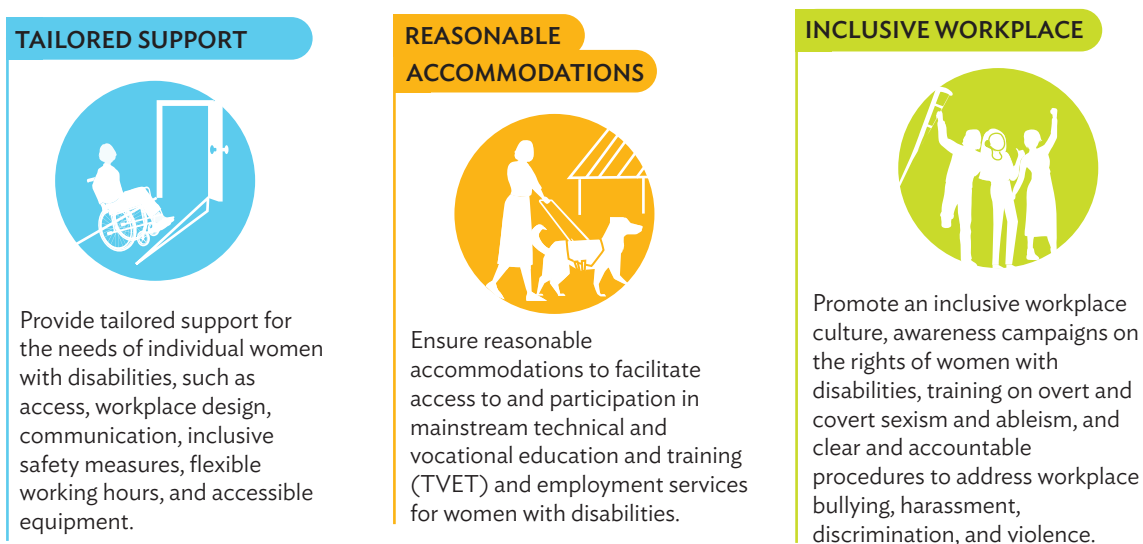 TAILORED SUPPORT
Provide tailored support for
the needs of individual women
with disabilities, such as
access, workplace design,
communication, inclusive
safety measures, flexible
working hours, and accessible
equipment.
REASONABLE
ACCOMMODATIONS
Ensure reasonable
accommodations to facilitate
access to and participation in
mainstream technical and
vocational education and training
(TVET) and employment services
for women with disabilities.
INCLUSIVE WORKPLACE
Promote an inclusive workplace
culture, awareness campaigns on
the rights of women with
disabilities, training on overt and
covert sexism and ableism, and
clear and accountable
procedures to address workplace
bullying, harassment,
discrimination, and violence.